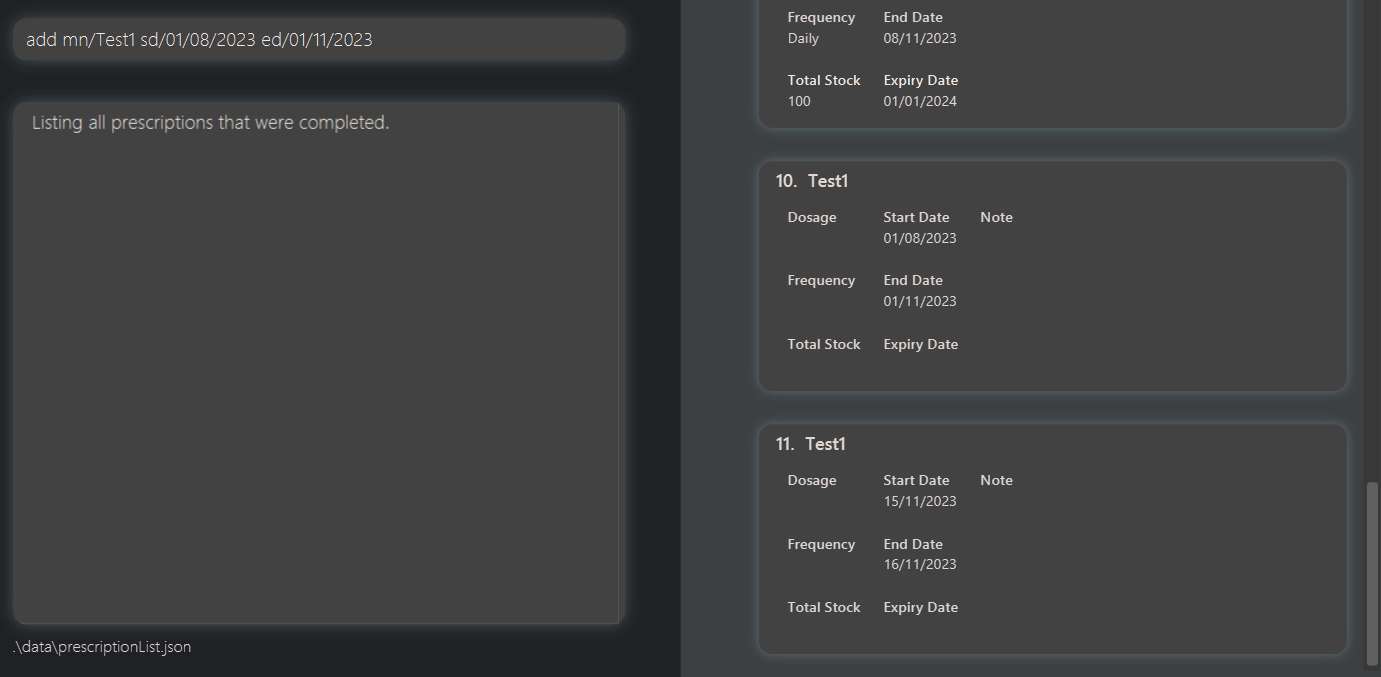 add mn/Test1 sd/01/08/2023 ed/01/11/2023
Listing all prescriptions that were completed.
.\data\prescriptionList.json
Frequency End Date
Daily 08/11/2023
Total Stock Expiry Date
100 01/01/2024
10. Test1
Dosage Start Date Note
01/08/2023
Frequency End Date
01/11/2023
Total Stock Expiry Date
11. Test1
Dosage Start Date Note
15/11/2023
Frequency End Date
16/11/2023
Total Stock Expiry Date